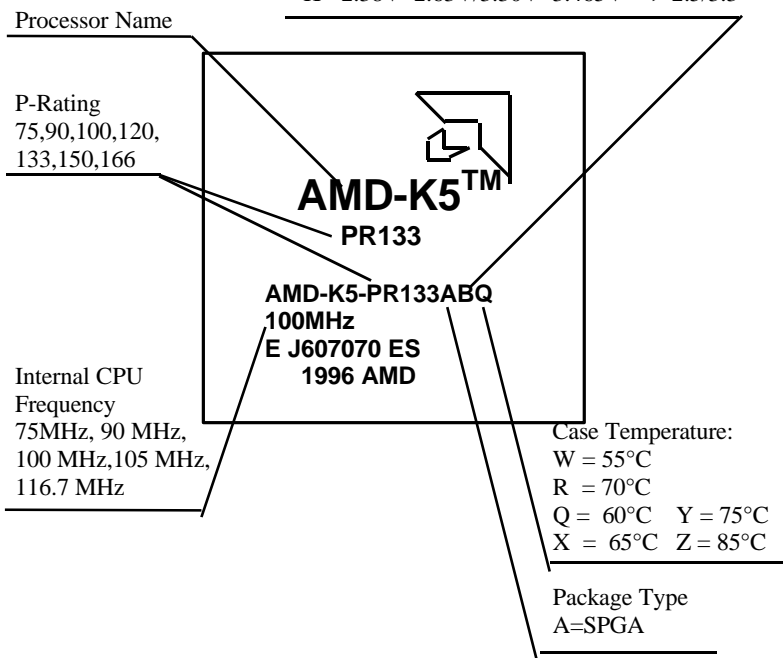 Processor Name
P-Rating
75,90,100,120,
133,150,166
AMD-K5™
PR133
AMD-K5-PR133ABQ
100MHz
E J607070 ES
1996 AMD
Internal CPU
Frequency
75MHz, 90 MHz,
100 MHz,105 MHz,
116.7 MHz
Case Temperature:
W = 55°C
R = 70°C
Q = 60°C Y = 75°C
X = 65°C Z = 85°C
Package Type
A=SPGA